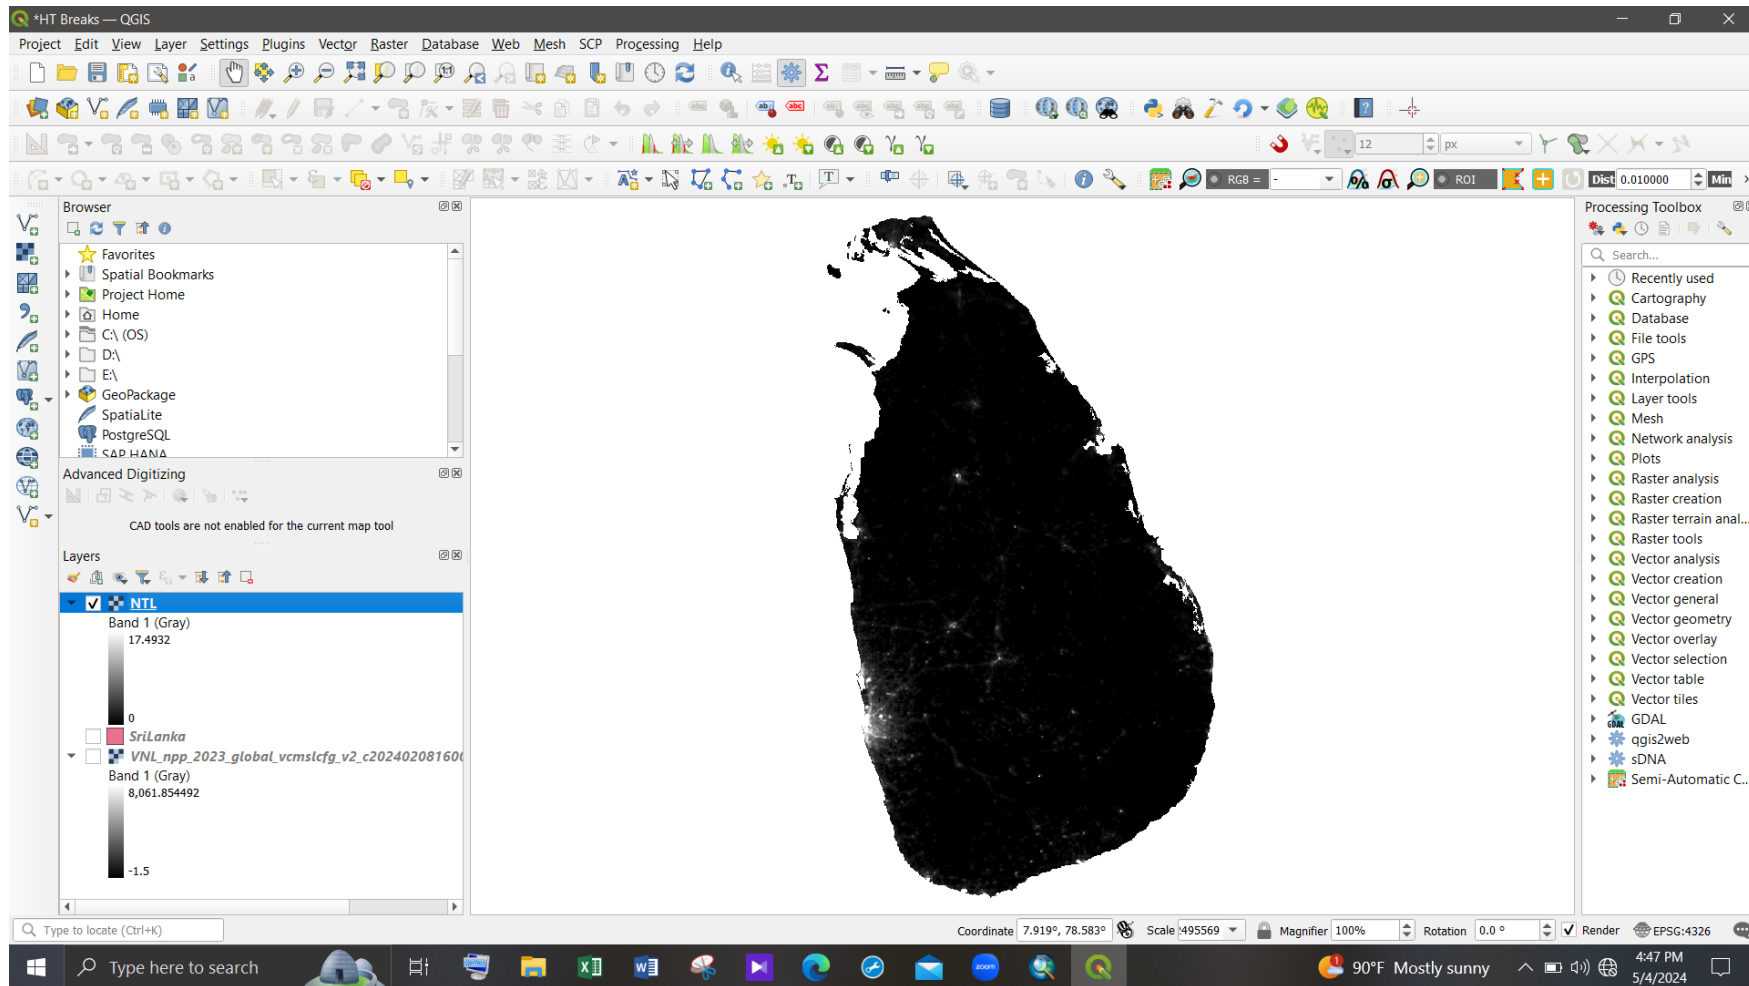 *HT Breaks — QGIS
Project Edit View Layer Settings Plugins Vector Raster Database Web Mesh SCP Processing Help
12 px
RGB = - ROI Dist 0.010000 Min
Browser
Favorites
Spatial Bookmarks
Project Home
Home
C:\ (OS)
D:\
E:\
GeoPackage
SpatiaLite
PostgreSQL
SAP HANA
Advanced Digitizing
CAD tools are not enabled for the current map tool
Layers
NTL
Band 1 (Gray)
17.4932
0
SriLanka
VNL_npp_2023_global_vcmslcfg_v2_c20240208160
Band 1 (Gray)
8,061.854492
-1.5
Processing Toolbox
Search...
Recently used
Cartography
Database
File tools
GPS
Interpolation
Layer tools
Mesh
Network analysis
Plots
Raster analysis
Raster creation
Raster terrain anal...
Raster tools
Vector analysis
Vector creation
Vector general
Vector geometry
Vector overlay
Vector selection
Vector table
Vector tiles
GDAL
qgis2web
sDNA
Semi-Automatic C...
Type to locate (Ctrl+K)
Coordinate 7.919°, 78.583° Scale 495569 Magnifier 100% Rotation 0.0 ° Render EPSG:4326
Type here to search
zoom
90°F Mostly sunny
4:47 PM
5/4/2024